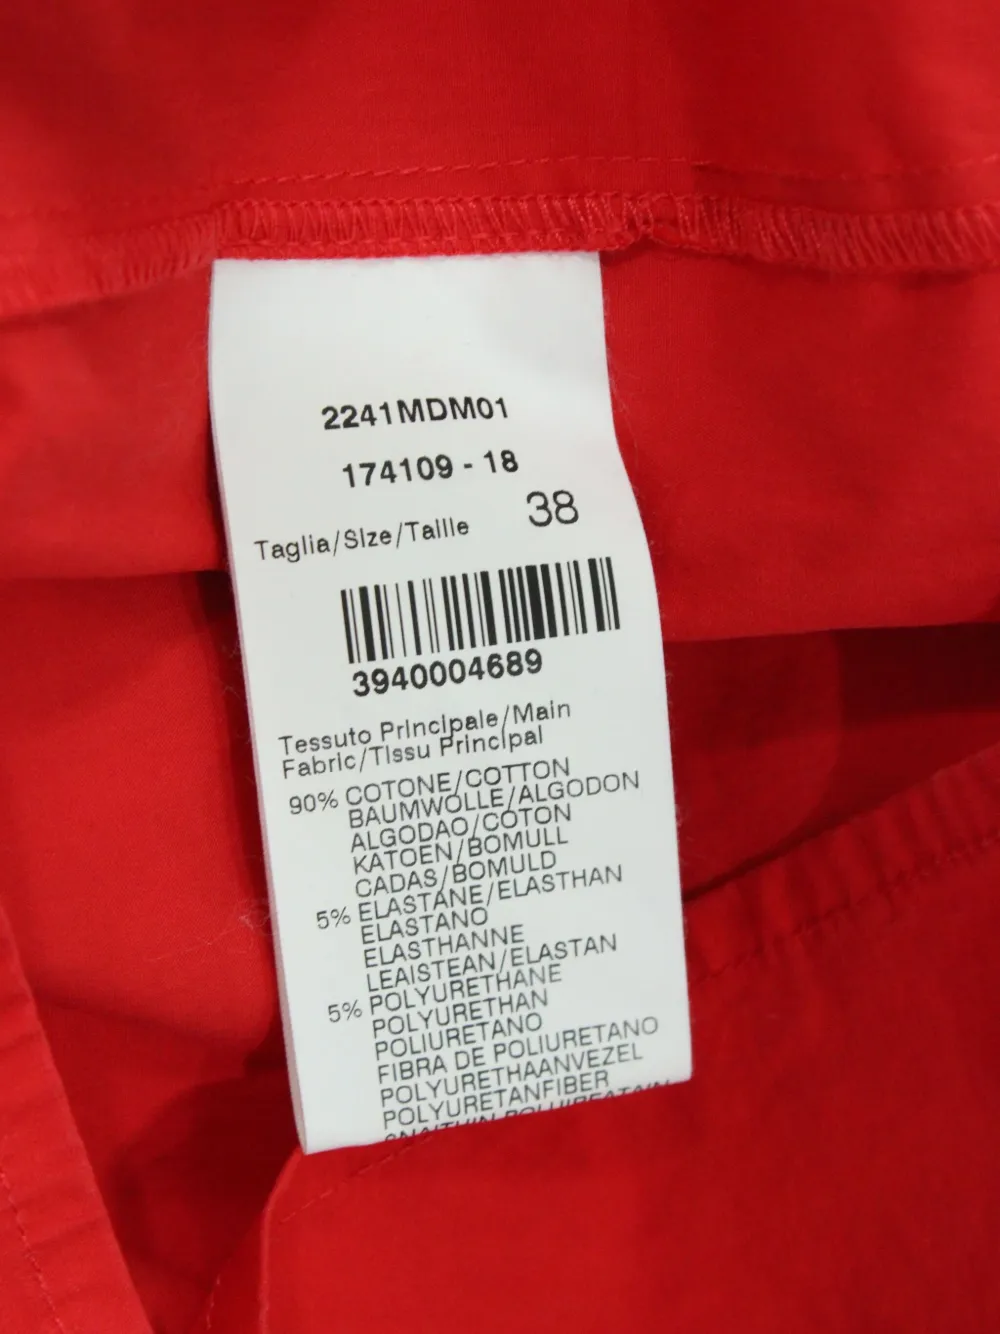 2241MDM01
174109 - 18
Taglia/Size/Taille 38
3940004689
Tessuto Principale/Main
Fabric/Tissu Principal
90% COTONE/COTTON
BAUMWOLLE/ALGODON
ALGODAO/COTON
KATOEN/BOMULL
CADAS/BOMULD
5% ELASTANE/ELASTHAN
ELASTANO
ELASTHANNE
LEAISTEAN/ELASTAN
5% POLYURETHANE
POLYURETHAN
POLIURETANO
FIBRA DE POLIURETANO
POLYURETHAANVEZEL
POLYURETANFIBER